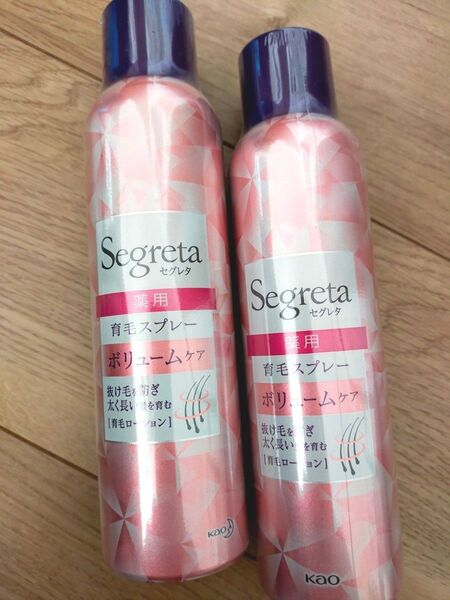 Segreta
セグレタ
薬用
育毛スプレー
ボリュームケア
抜け毛を防ぎ
太く長い髪を育む
[育毛ローション]
Kao
Segreta
セグレタ
薬用
育毛スプレー
ボリュームケア
抜け毛を防ぎ
太く長い髪を育む
[育毛ローション]
Kao